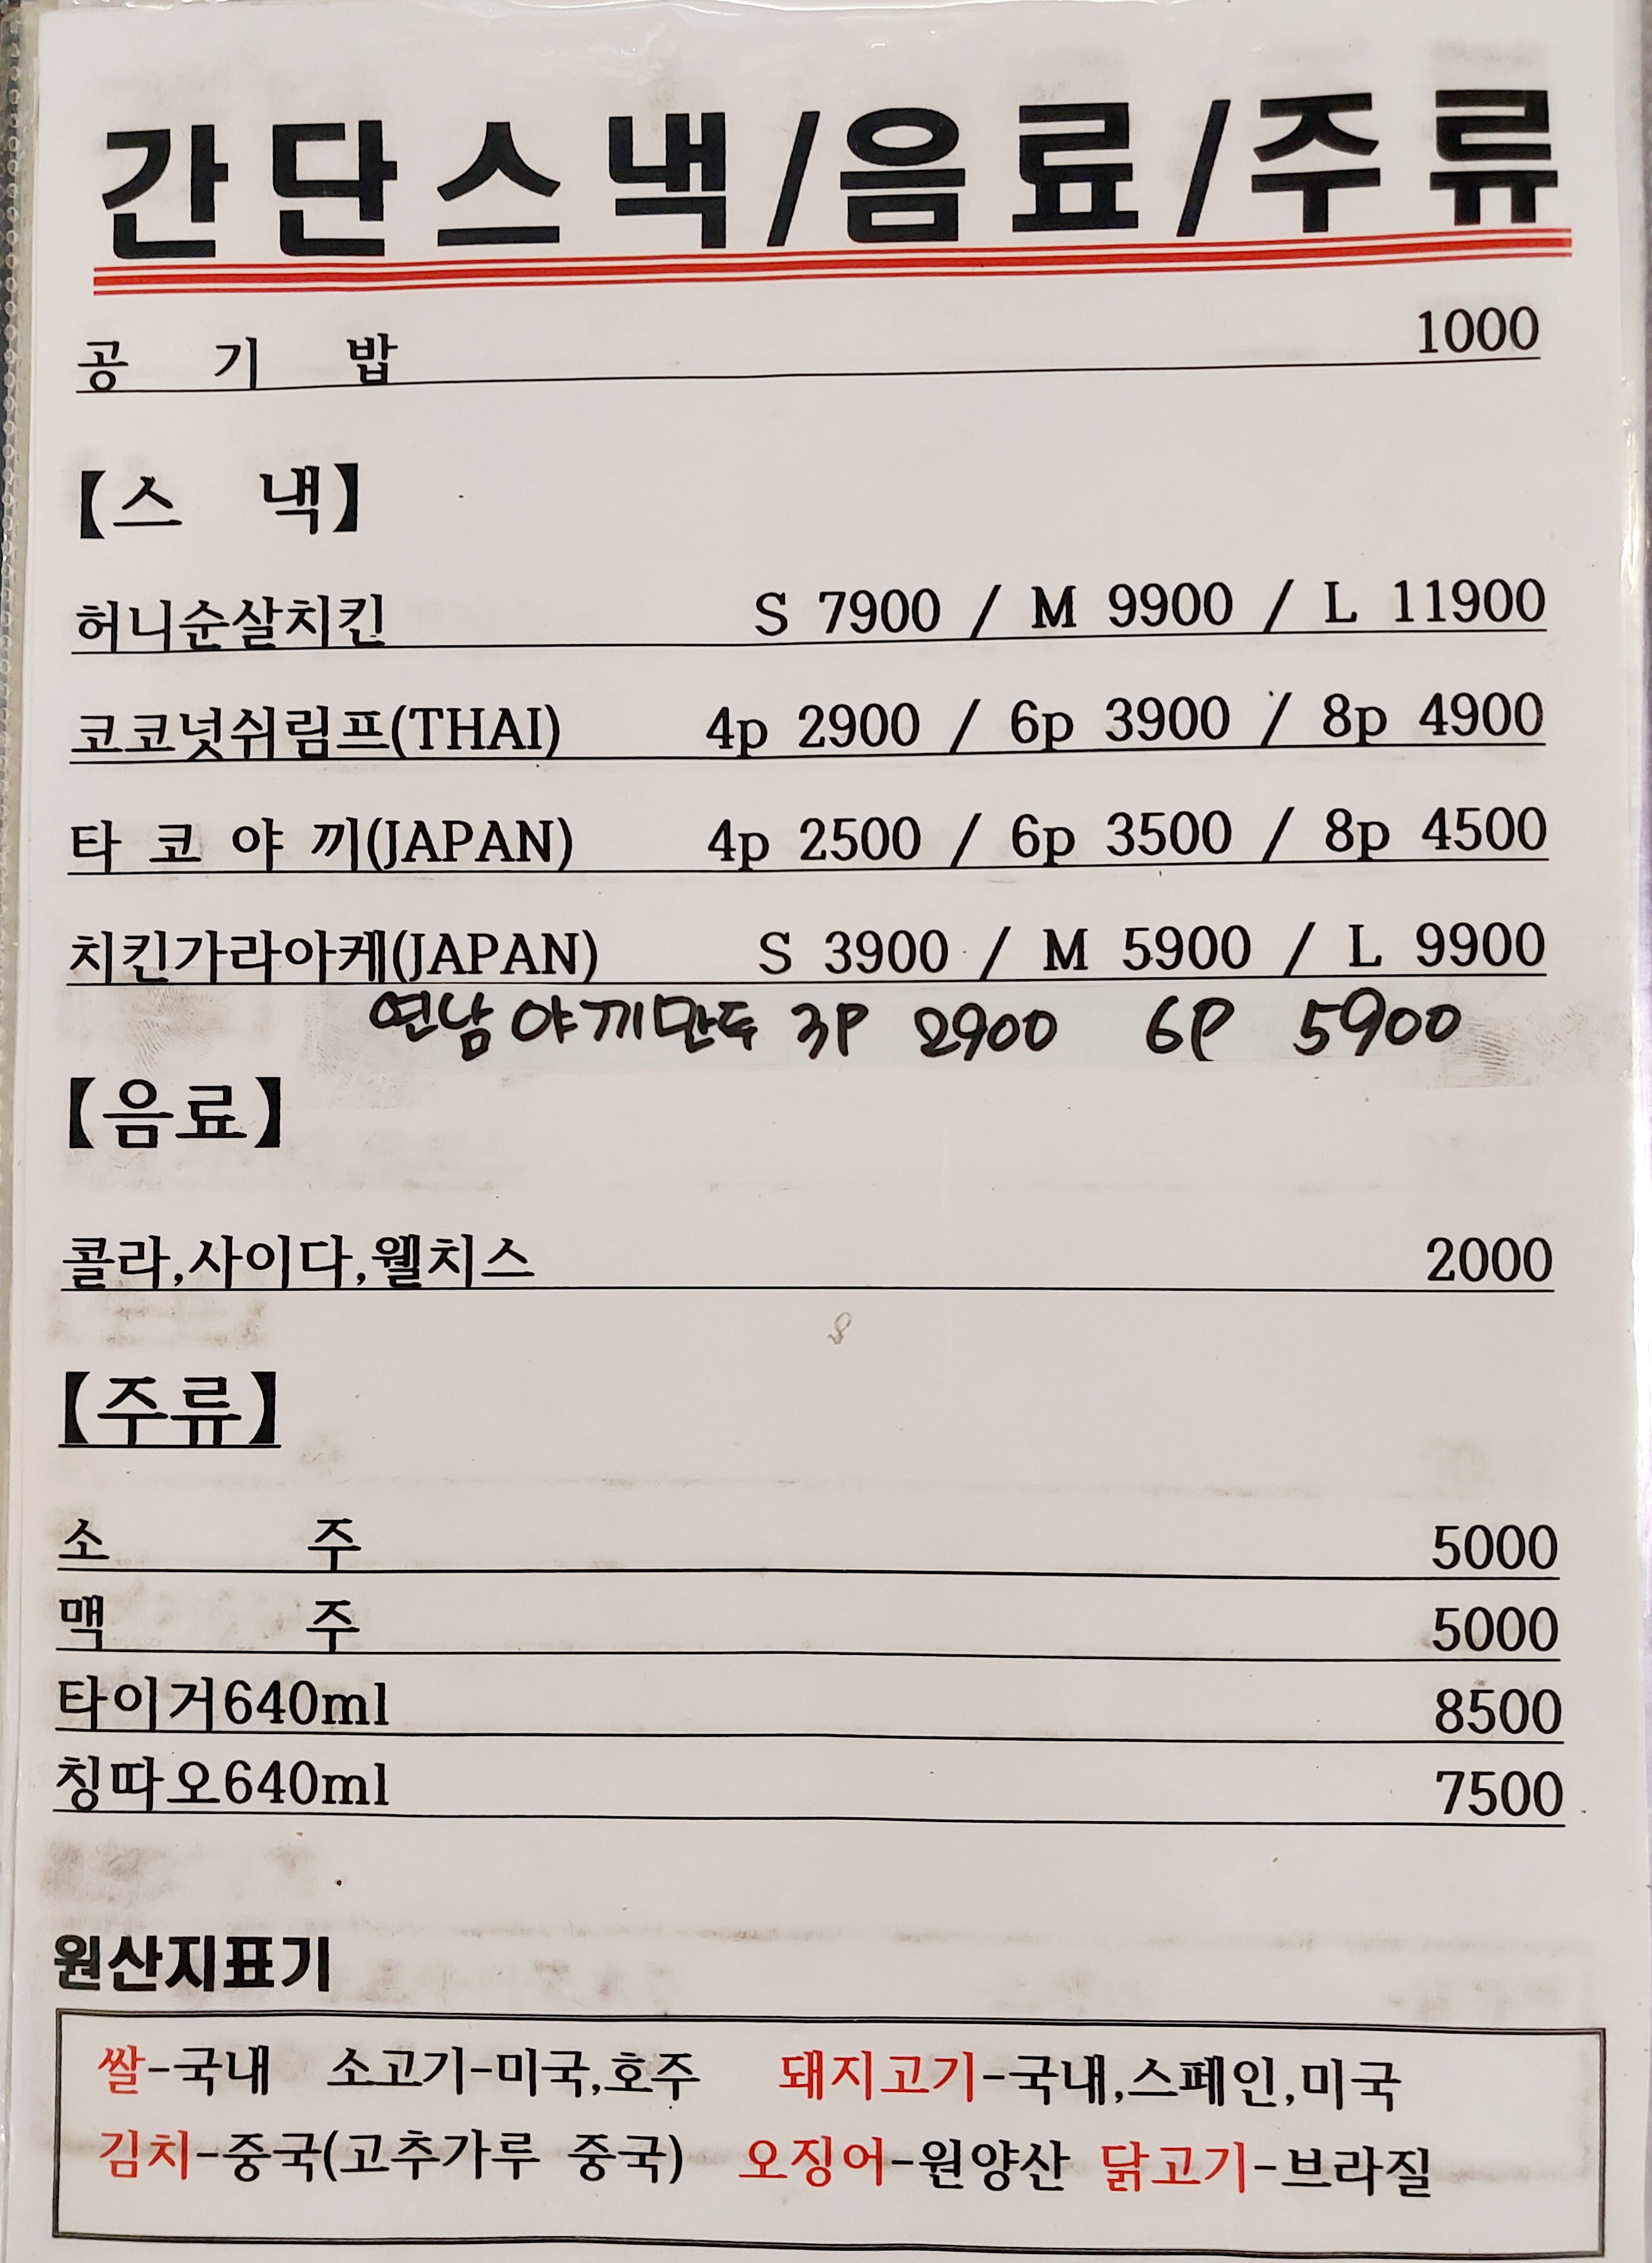 간단스낵/음료/주류
공 기 밥 1000
【스 낵】
허니순살치킨 S 7900 / M 9900 / L 11900
코코넛쉬림프(THAI) 4p 2900 / 6p 3900 / 8p 4900
타 코 야 끼(JAPAN) 4p 2500 / 6p 3500 / 8p 4500
치킨가라아케(JAPAN) S 3900 / M 5900 / L 9900
연남 야끼만두 3P 2900 6P 5900
【음료】
콜라,사이다,웰치스 2000
【주류】
소 주 5000
맥 주 5000
타이거640ml 8500
칭따오640ml 7500
원산지표기
쌀-국내 소고기-미국,호주 돼지고기-국내,스페인,미국
김치-중국(고추가루 중국) 오징어-원양산 닭고기-브라질